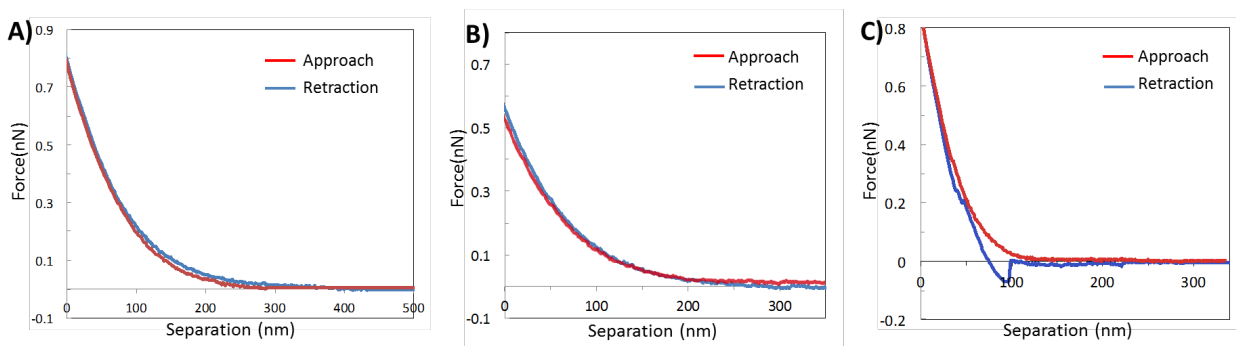 A)
0.9
0.7
0.5
0.3
0.1
-0.1
Force(nN)
Approach
Retraction
0 100 200 300 400 500
Separation (nm)
B)
0.5
0.3
0.1
-0.1
Force(nN)
Approach
Retraction
0 100 200 300
Separation (nm)
C)
0.8
0.6
0.4
0.2
0
-0.2
Force(nN)
Approach
Retraction
0 100 200 300
Separation (nm)